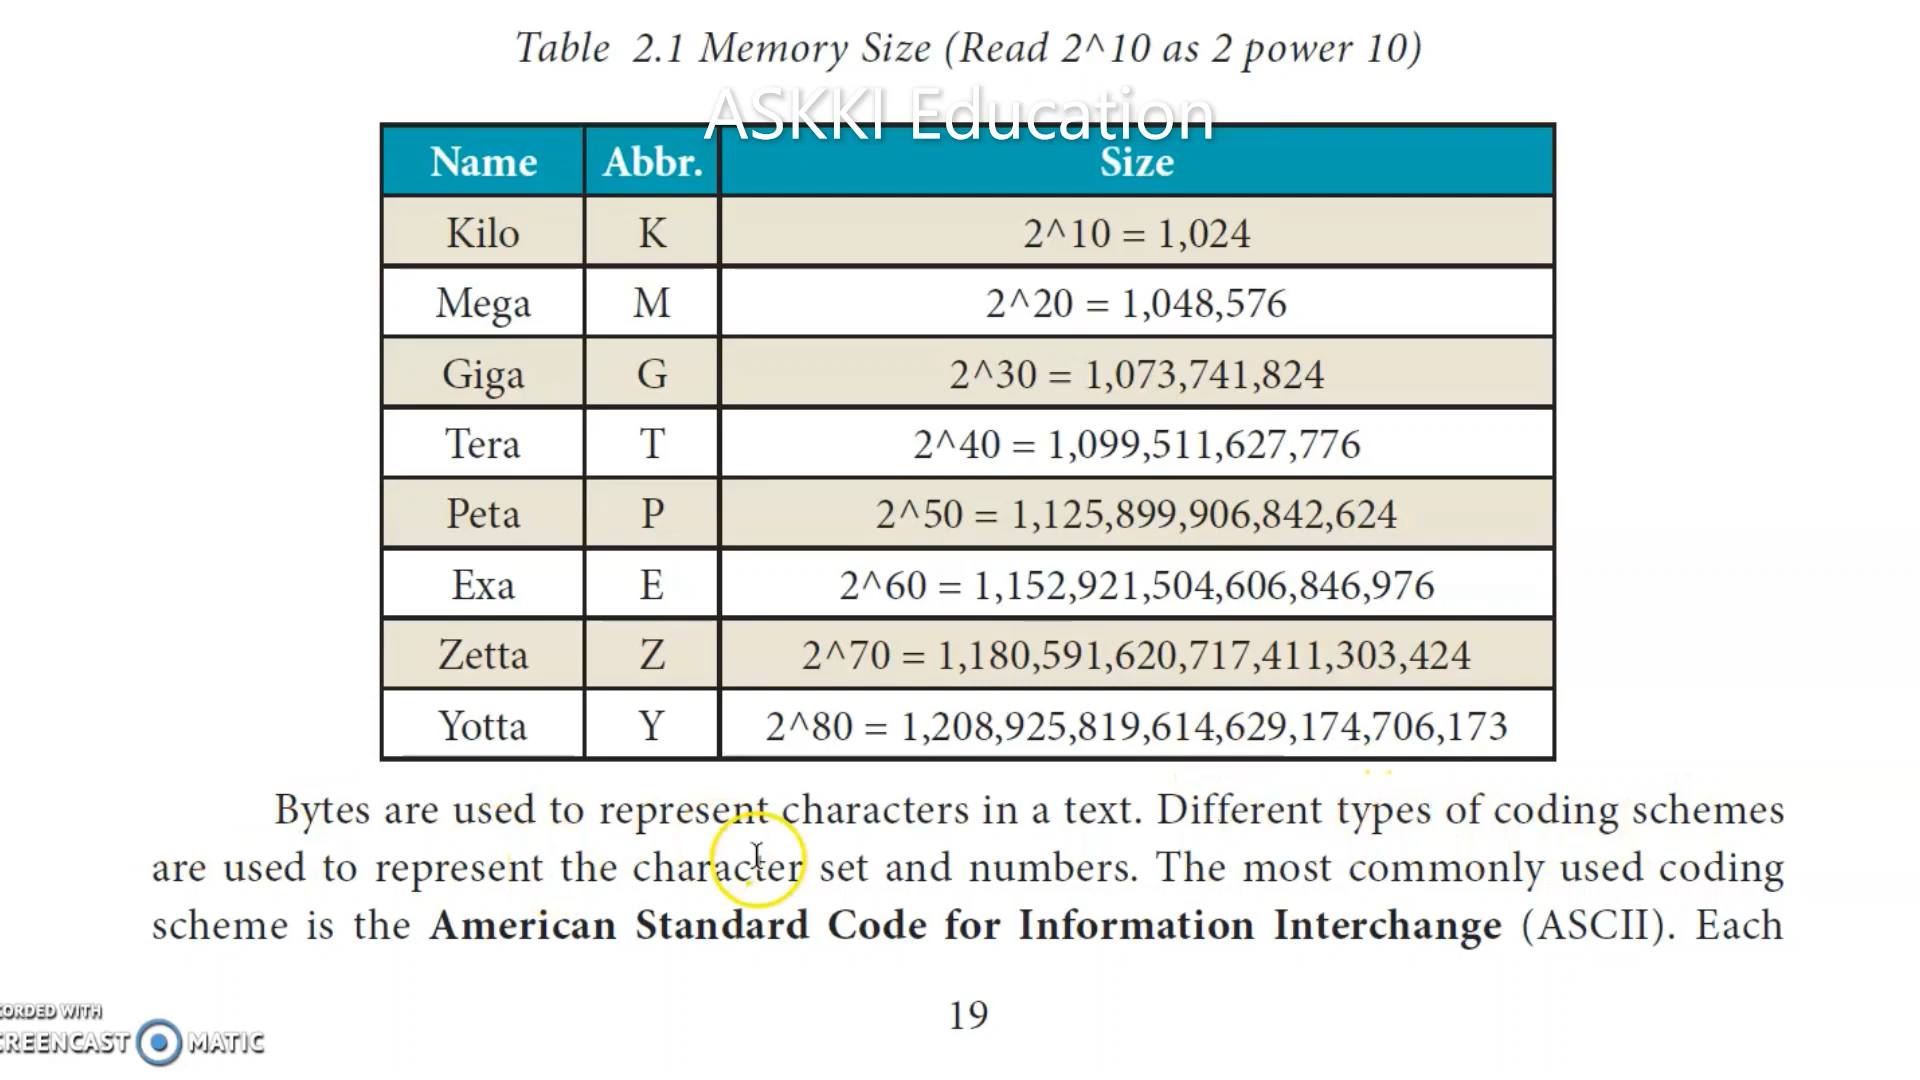 Table 2.1 Memory Size (Read 2^10 as 2 power 10)
ASKKI Education
Name Abbr. Size
Kilo K 2^10 = 1,024
Mega M 2^20 = 1,048,576
Giga G 2^30 = 1,073,741,824
Tera T 2^40 = 1,099,511,627,776
Peta P 2^50 = 1,125,899,906,842,624
Exa E 2^60 = 1,152,921,504,606,846,976
Zetta Z 2^70 = 1,180,591,620,717,411,303,424
Yotta Y 2^80 = 1,208,925,819,614,629,174,706,173
Bytes are used to represent characters in a text. Different types of coding schemes
are used to represent the character set and numbers. The most commonly used coding
scheme is the American Standard Code for Information Interchange (ASCII). Each
19
CORDED WITH
CREENCAST MATIC